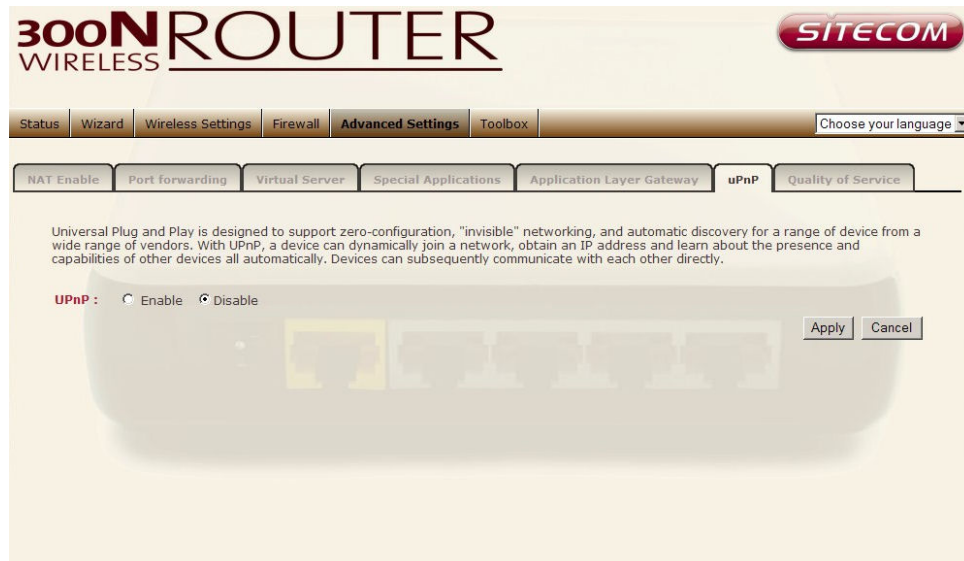 300N ROUTER
WIRELESS
SITECOM
Status Wizard Wireless Settings Firewall Advanced Settings Toolbox Choose your language
NAT Enable Port forwarding Virtual Server Special Applications Application Layer Gateway uPnP Quality of Service
Universal Plug and Play is designed to support zero-configuration, "invisible" networking, and automatic discovery for a range of device from a
wide range of vendors. With UPnP, a device can dynamically join a network, obtain an IP address and learn about the presence and
capabilities of other devices all automatically. Devices can subsequently communicate with each other directly.
UPnP : Enable Disable
Apply Cancel